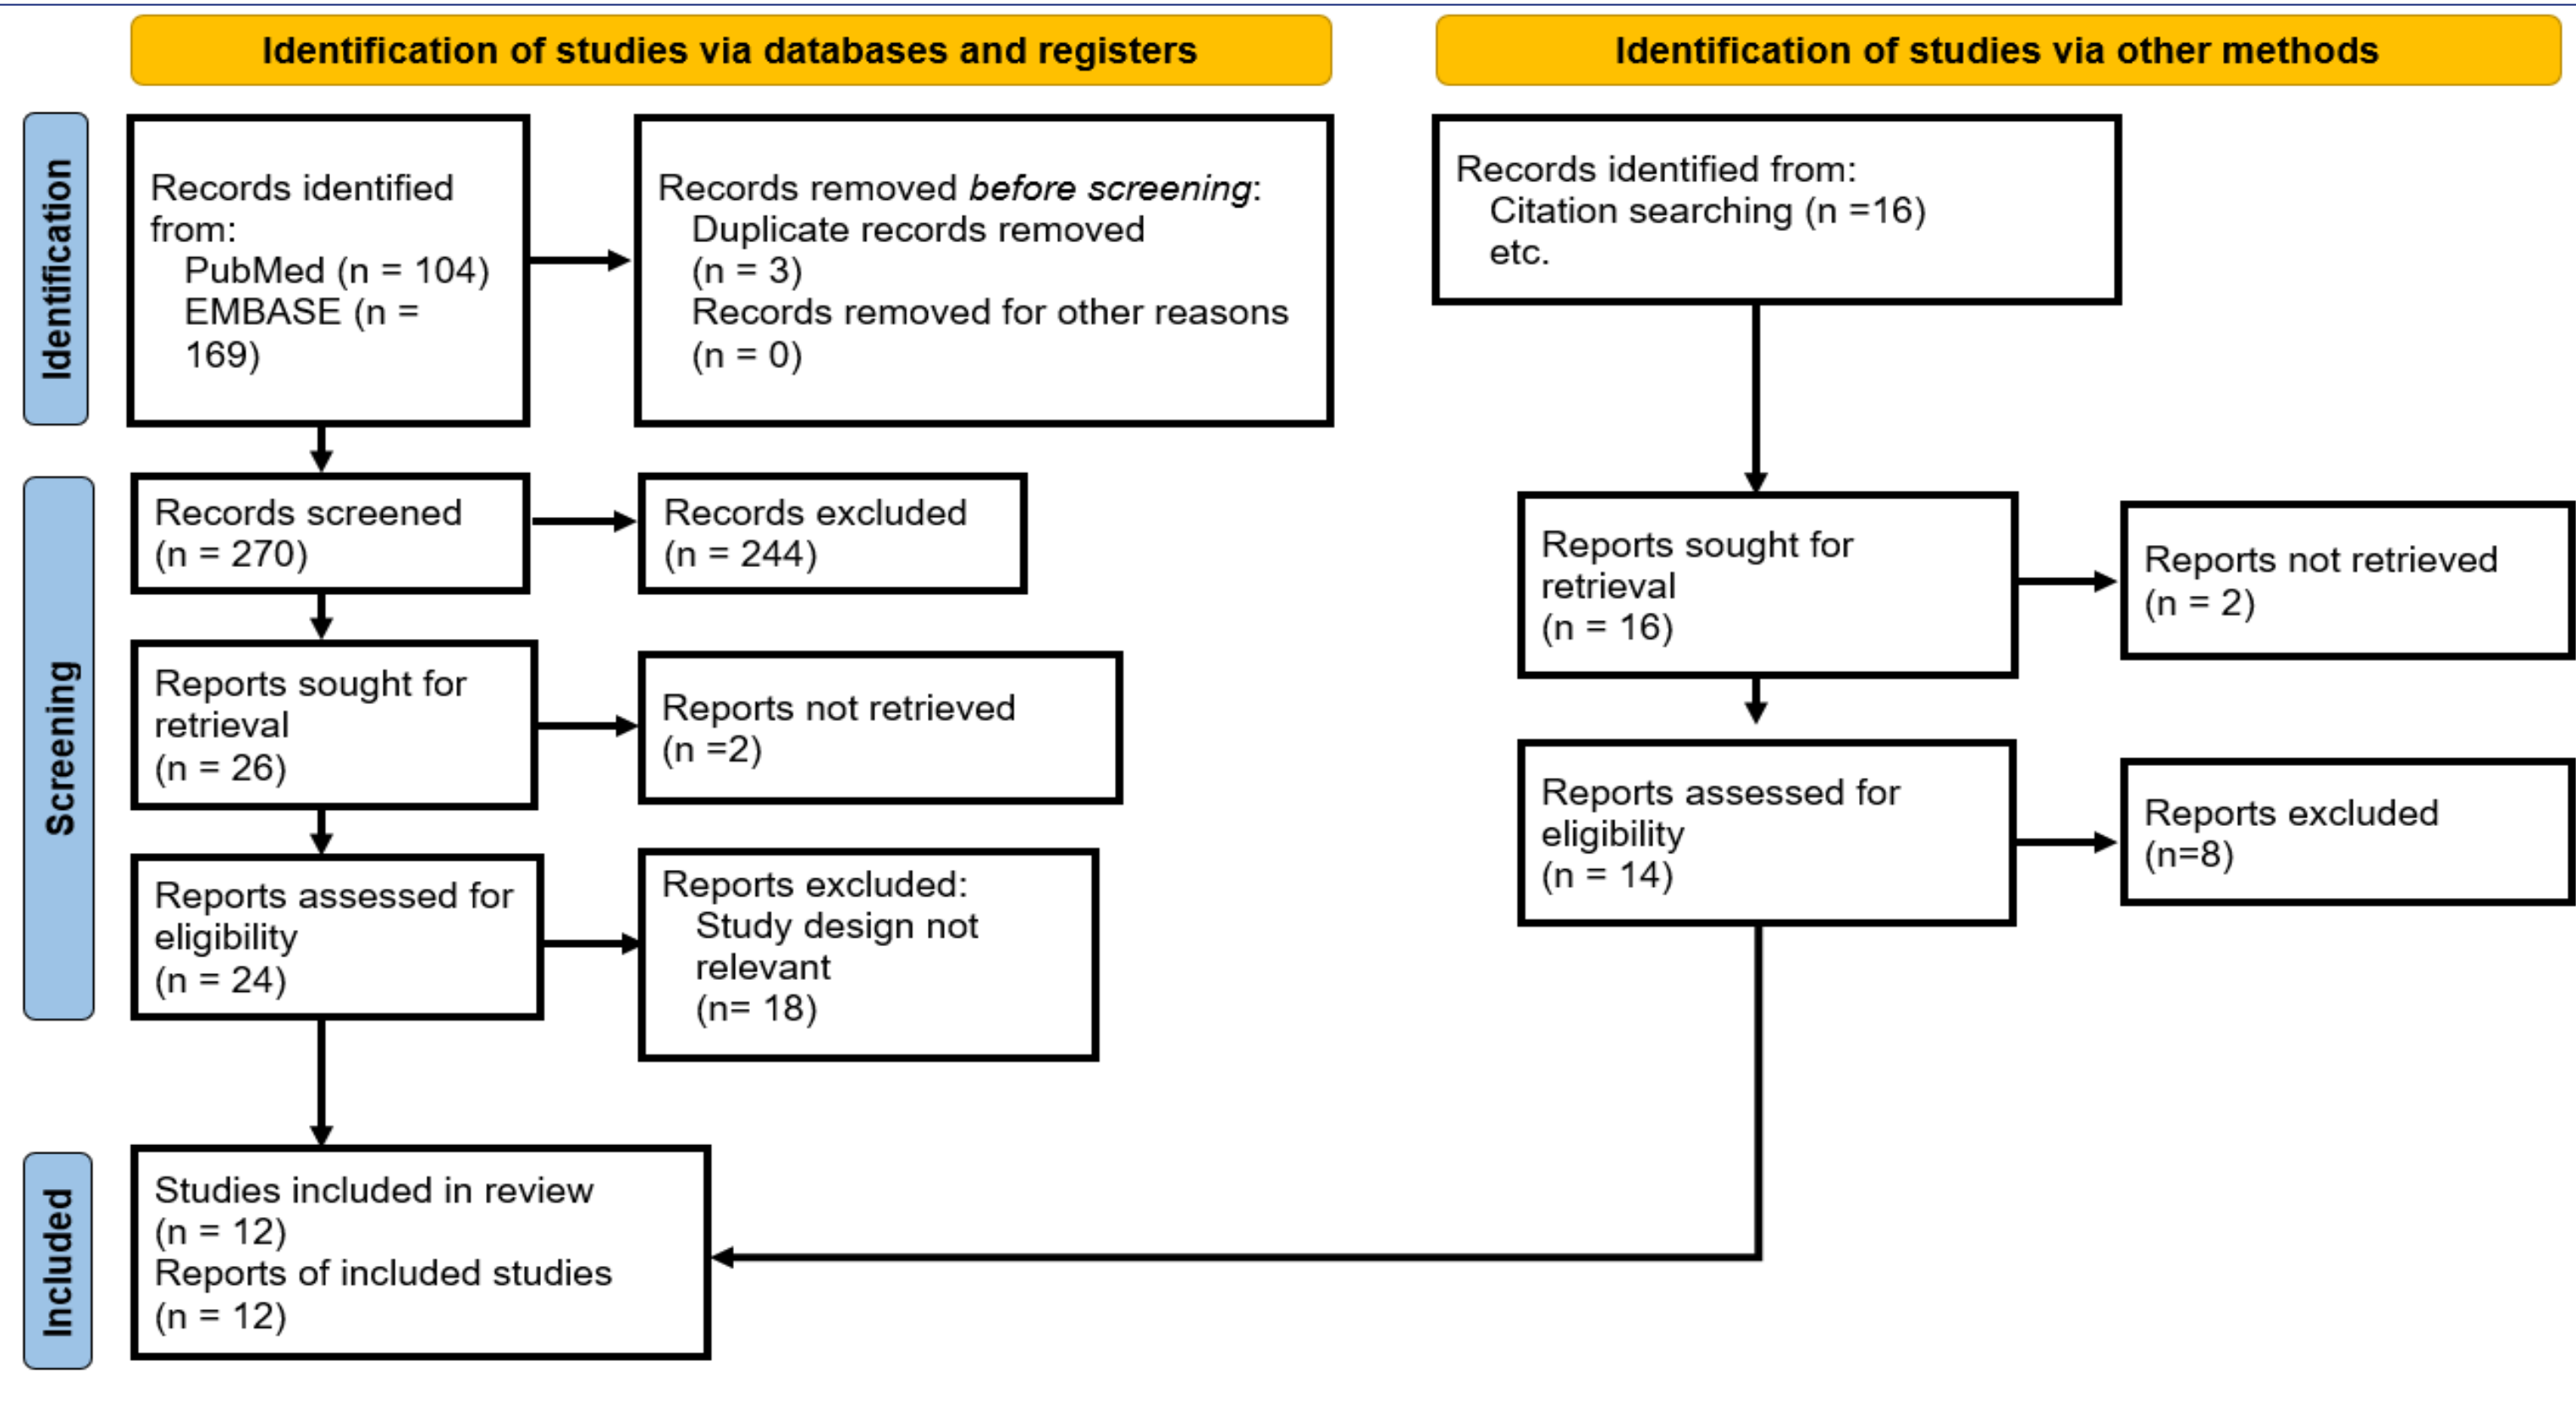 Identification of studies via databases and registers
Identification of studies via other methods
Identification
Records identified
from:
PubMed (n = 104)
EMBASE (n =
169)
Records removed before screening:
Duplicate records removed
(n = 3)
Records removed for other reasons
(n = 0)
Records identified from:
Citation searching (n =16)
etc.
Screening
Records screened
(n = 270)
Records excluded
(n = 244)
Reports sought for
retrieval
(n = 16)
Reports not retrieved
(n = 2)
Reports sought for
retrieval
(n = 26)
Reports not retrieved
(n =2)
Reports assessed for
eligibility
(n = 14)
Reports excluded
(n=8)
Reports assessed for
eligibility
(n = 24)
Reports excluded:
Study design not
relevant
(n= 18)
Included
Studies included in review
(n = 12)
Reports of included studies
(n = 12)